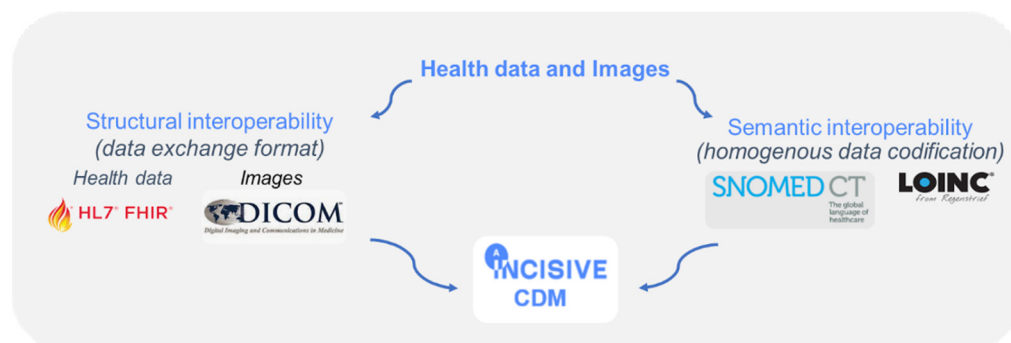 Health data and Images
Structural interoperability
(data exchange format)
Health data
Images
HL7® FHIR®
DICOM
Digital Imaging and Communications in Medicine
Semantic interoperability
(homogenous data codification)
SNOMED CT
The global
language of
healthcare
LOINC®
from Regenstrief
AI
INCISIVE
CDM